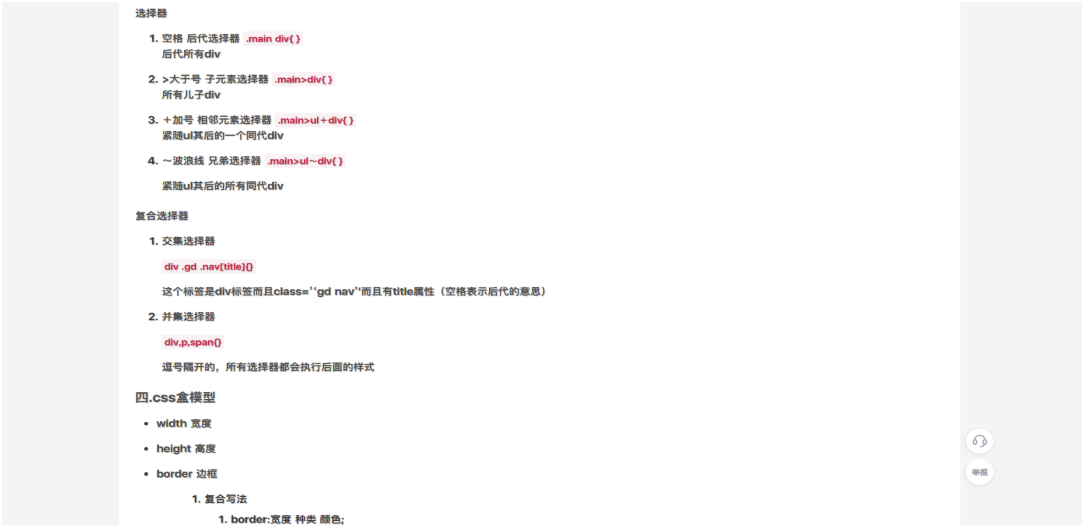 选择器
1. 空格 后代选择器 .main div{ }
后代所有div
2. >大于号 子元素选择器 .main>div{ }
所有儿子div
3. ＋加号 相邻元素选择器 .main>ul＋div{ }
紧随ul其后的一个同代div
4. ～波浪线 兄弟选择器 .main>ul～div{ }
紧随ul其后的所有同代div
复合选择器
1. 交集选择器
div .gd .nav[title]{}
这个标签是div标签而且class=’‘gd nav’'而且有title属性（空格表示后代的意思）
2. 并集选择器
div,p,span{}
逗号隔开的，所有选择器都会执行后面的样式
四.css盒模型
• width 宽度
• height 高度
• border 边框
1. 复合写法
1. border:宽度 种类 颜色;
举报